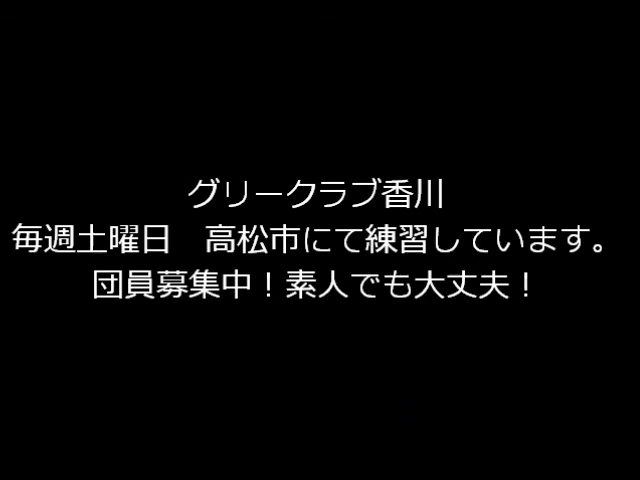 グリークラブ香川
毎週土曜日　高松市にて練習しています。
団員募集中！素人でも大丈夫！